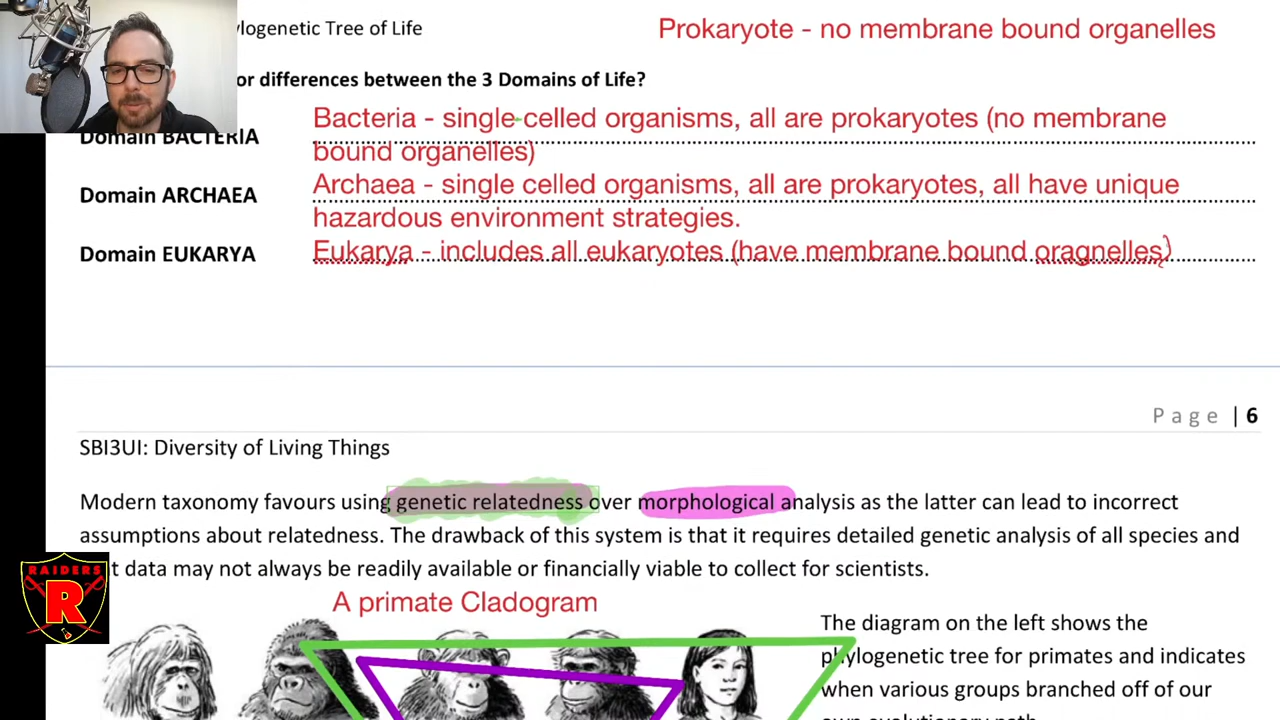 ylogenetic Tree of Life
Prokaryote - no membrane bound organelles
or differences between the 3 Domains of Life?
Bacteria - single-celled organisms, all are prokaryotes (no membrane
Domain BACTERIA
bound organelles)
Archaea - single celled organisms, all are prokaryotes, all have unique
Domain ARCHAEA
hazardous environment strategies.
Domain EUKARYA Eukarya - includes all eukaryotes (have membrane bound oragnelles)
Page | 6
SBI3UI: Diversity of Living Things
Modern taxonomy favours using genetic relatedness over morphological analysis as the latter can lead to incorrect
assumptions about relatedness. The drawback of this system is that it requires detailed genetic analysis of all species and
t data may not always be readily available or financially viable to collect for scientists.
RAIDERS
R
A primate Cladogram
The diagram on the left shows the
phylogenetic tree for primates and indicates
when various groups branched off of our
own evolutionary path